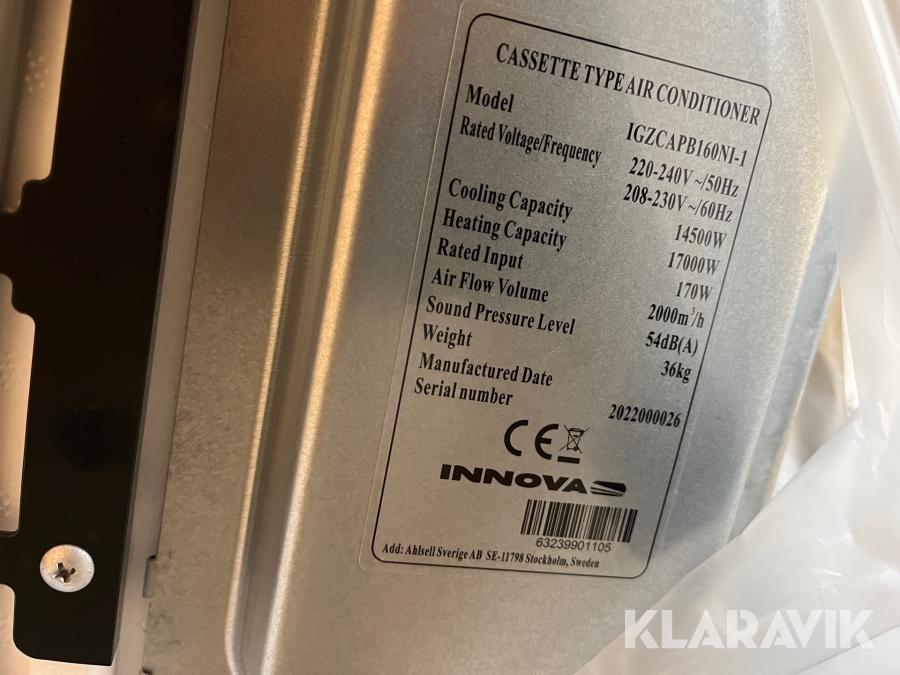 CASSETTE TYPE AIR CONDITIONER
Model IGZCAPB160NI-1
Rated Voltage/Frequency 220-240V ~/50Hz
208-230V ~/60Hz
Cooling Capacity 14500W
Heating Capacity 17000W
Rated Input 170W
Air Flow Volume 2000m³/h
Sound Pressure Level 54dB(A)
Weight 36kg
Manufactured Date
Serial number 2022000026
CE
INNOVA
63239901105
Add: Ahlsell Sverige AB SE-11798 Stockholm, Sweden
KLARAVIK